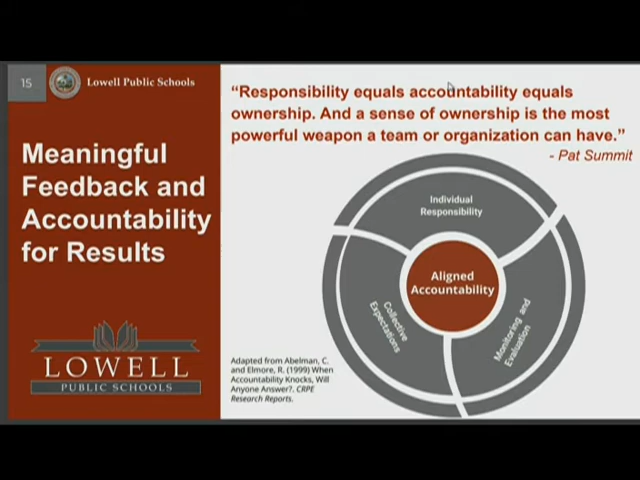 15
Lowell Public Schools
Meaningful
Feedback and
Accountability
for Results
LOWELL
PUBLIC SCHOOLS
“Responsibility equals accountability equals
ownership. And a sense of ownership is the most
powerful weapon a team or organization can have.”
- Pat Summit
Individual
Responsibility
Aligned
Accountability
Collective
Expectations
Monitoring and
Evaluation
Adapted from Abelman, C.
and Elmore, R. (1999) When
Accountability Knocks, Will
Anyone Answer?. CRPE
Research Reports.